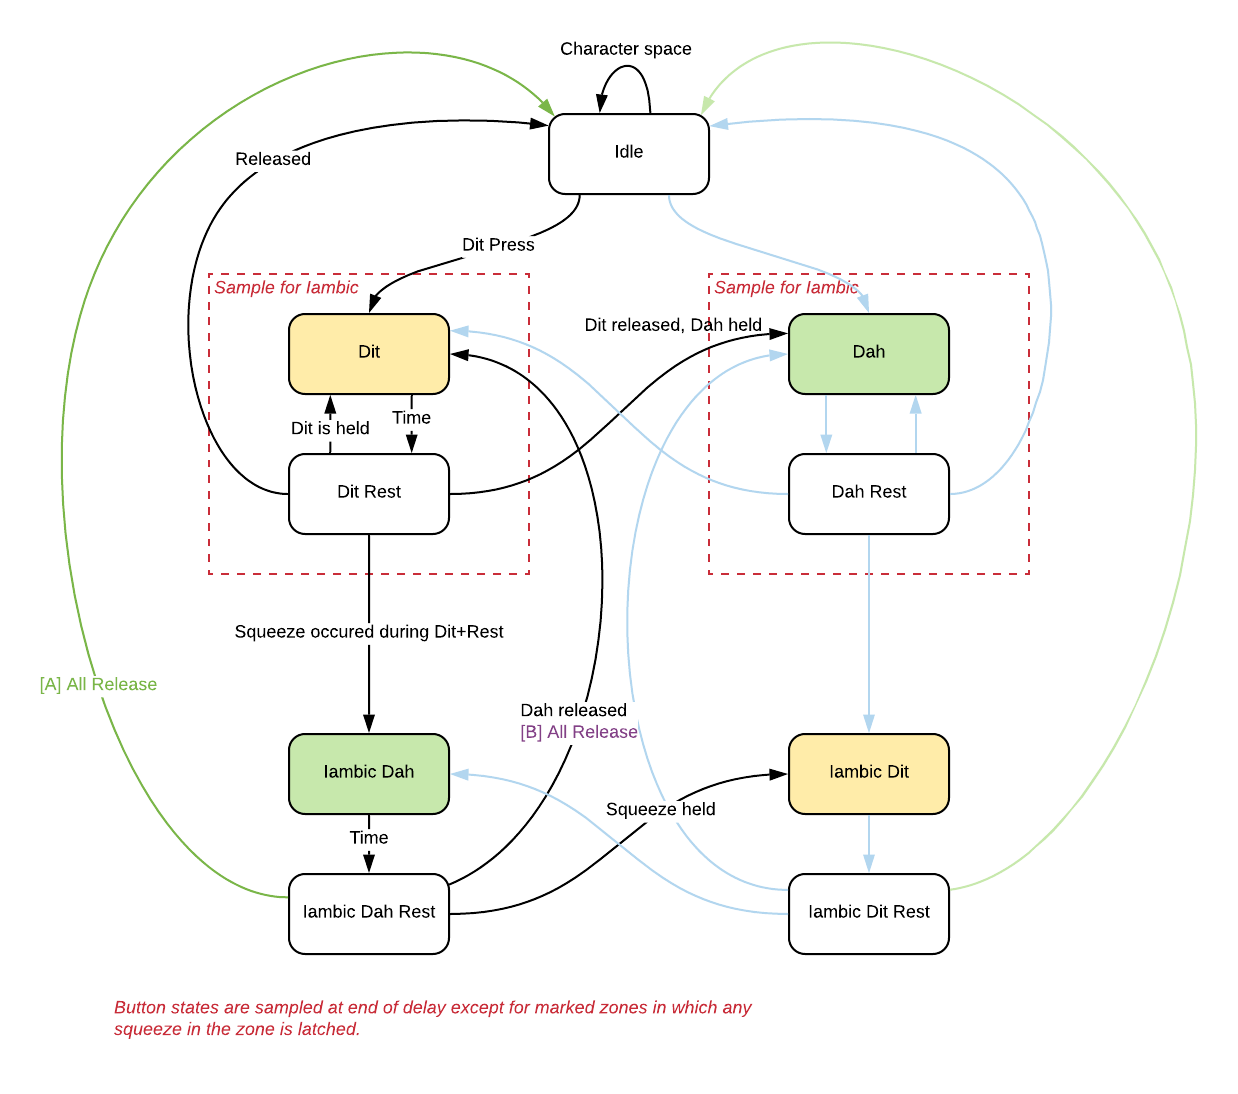 Character space
Idle
Released
Dit Press
Sample for Iambic
Sample for Iambic
Dit released, Dah held
Dit
Dah
Dit is held
Time
Dit Rest
Dah Rest
Squeeze occured during Dit+Rest
[A] All Release
Dah released
[B] All Release
Iambic Dah
Iambic Dit
Squeeze held
Time
Iambic Dah Rest
Iambic Dit Rest
Button states are sampled at end of delay except for marked zones in which any
squeeze in the zone is latched.